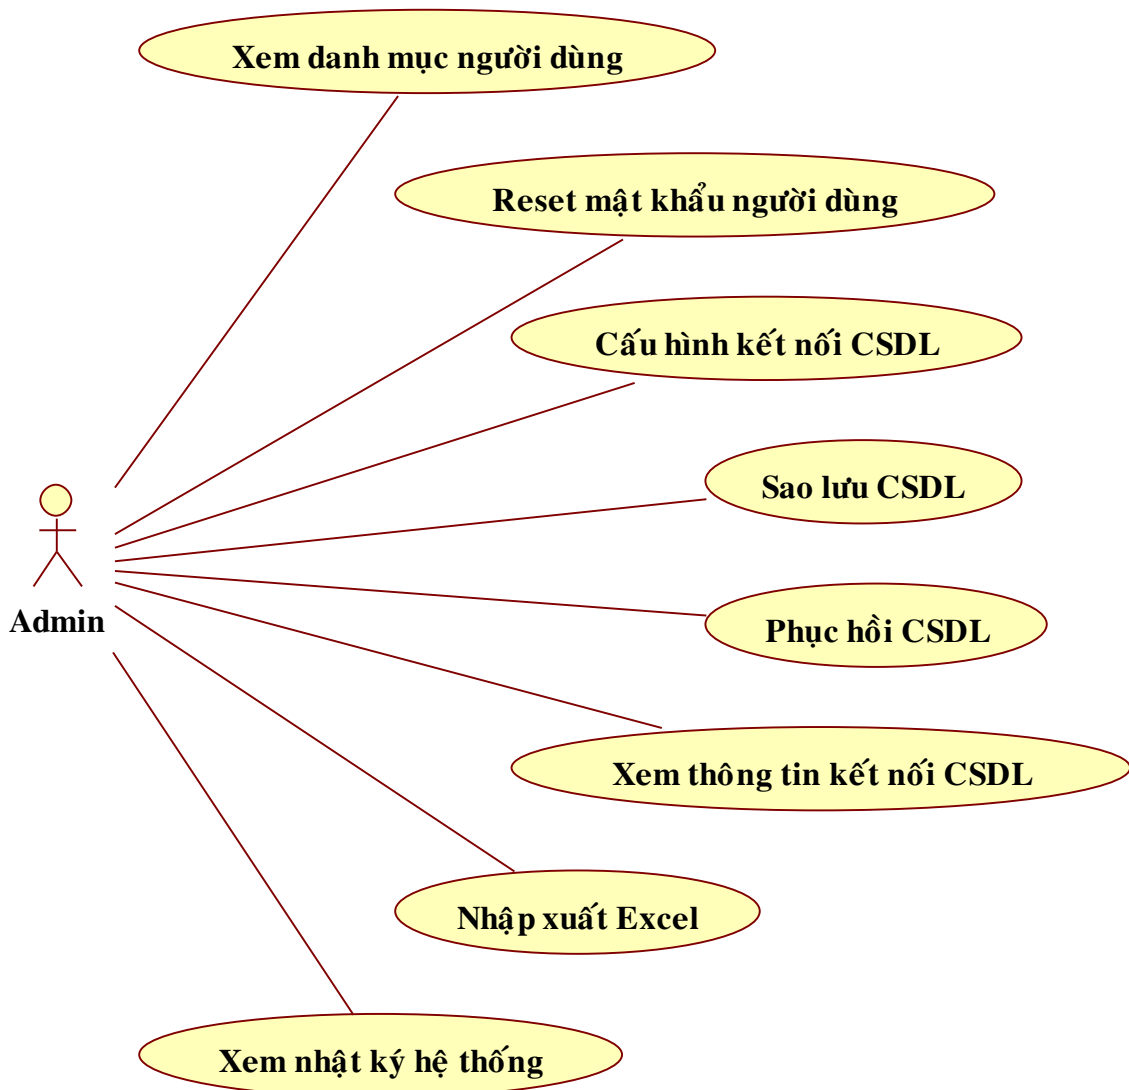 Xem danh mục người dùng
Reset mật khẩu người dùng
Cấu hình kết nối CSDL
Sao lưu CSDL
Admin
Phục hồi CSDL
Xem thông tin kết nối CSDL
Nhập xuất Excel
Xem nhật ký hệ thống